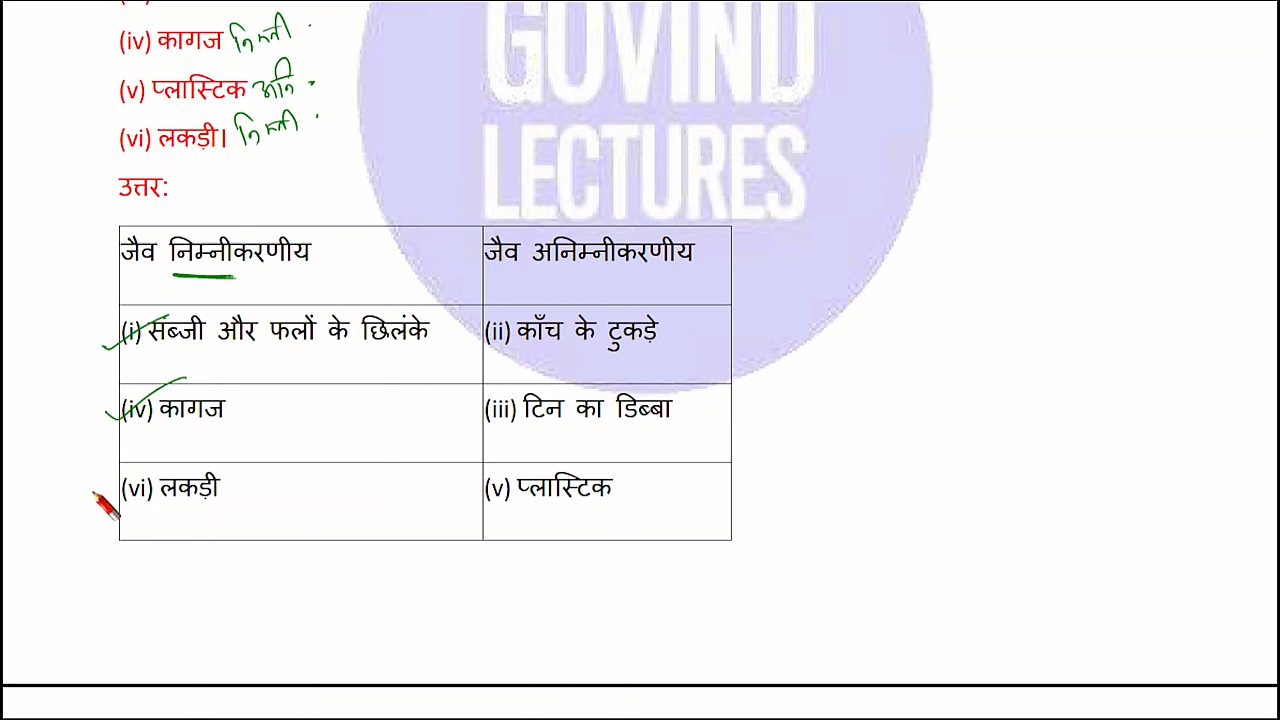 GOVIND
LECTURES
(iv) कागज निम्नी
(v) प्लास्टिक अनि
(vi) लकड़ी। निम्नी
उत्तर:
जैव निम्नीकरणीय जैव अनिम्नीकरणीय
(i) सब्जी और फलों के छिलंके (ii) काँच के टुकड़े
(iv) कागज (iii) टिन का डिब्बा
(vi) लकड़ी (v) प्लास्टिक